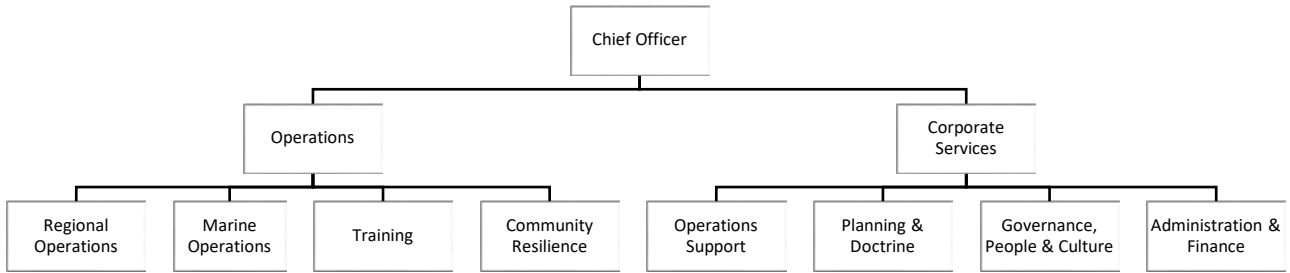 Chief Officer
Operations
Corporate
Services
Regional
Operations
Marine
Operations
Training
Community
Resilience
Operations
Support
Planning &
Doctrine
Governance,
People & Culture
Administration &
Finance